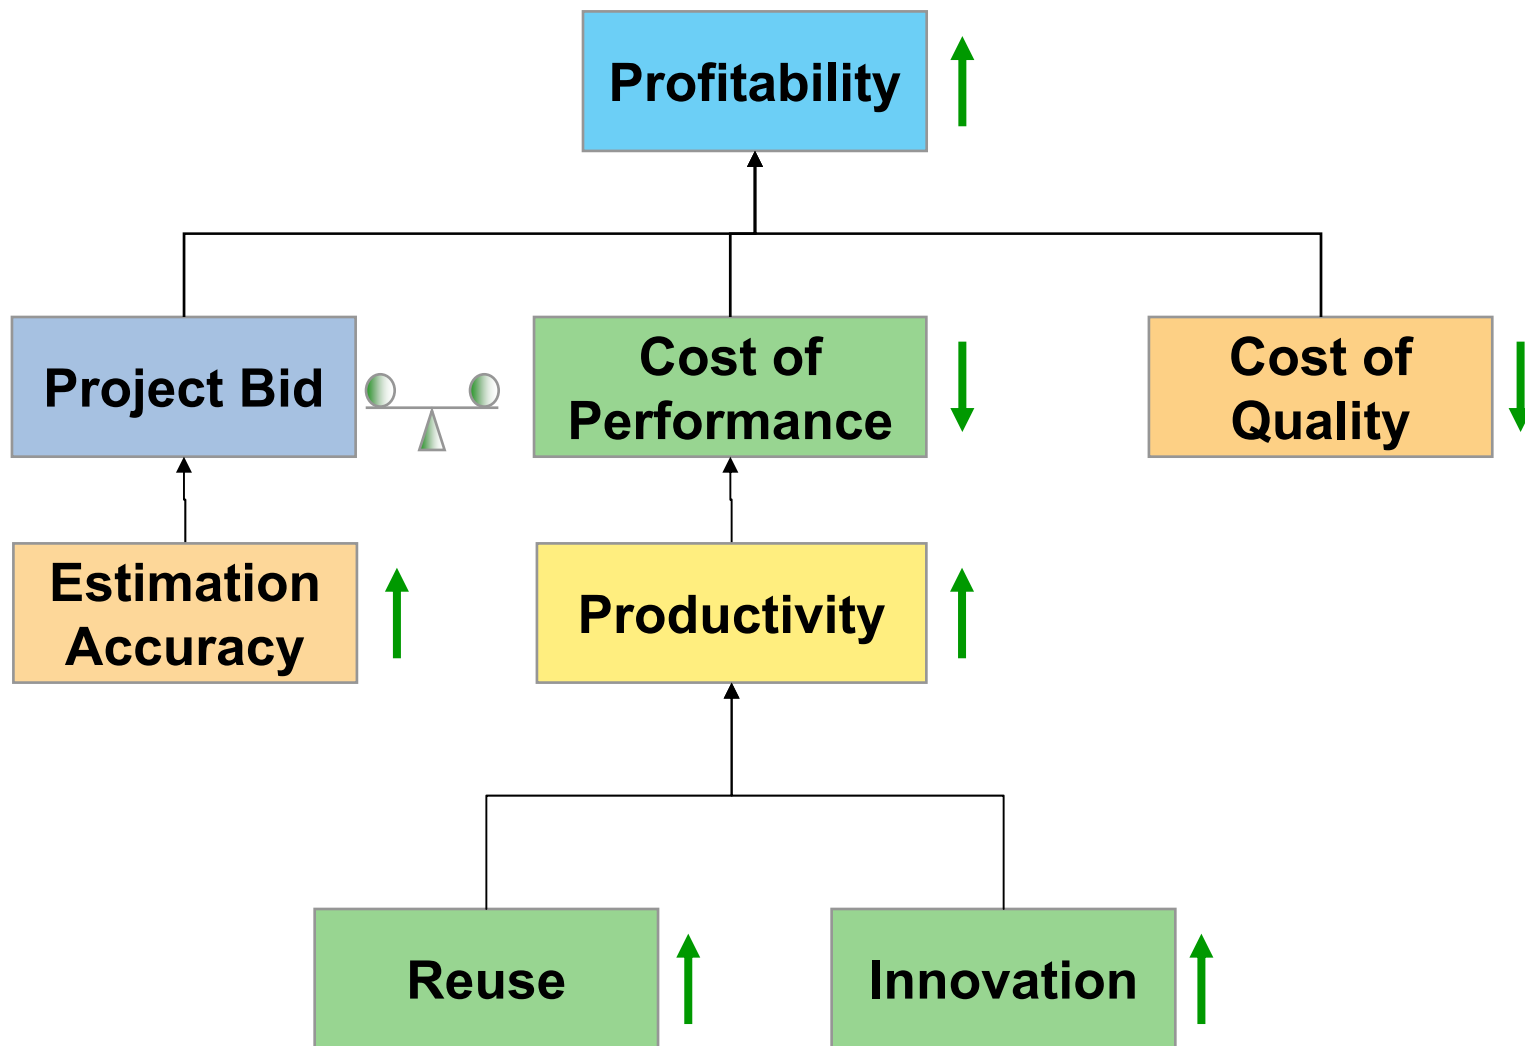 Profitability
Project Bid
Cost of
Performance
Cost of
Quality
Estimation
Accuracy
Productivity
Reuse
Innovation